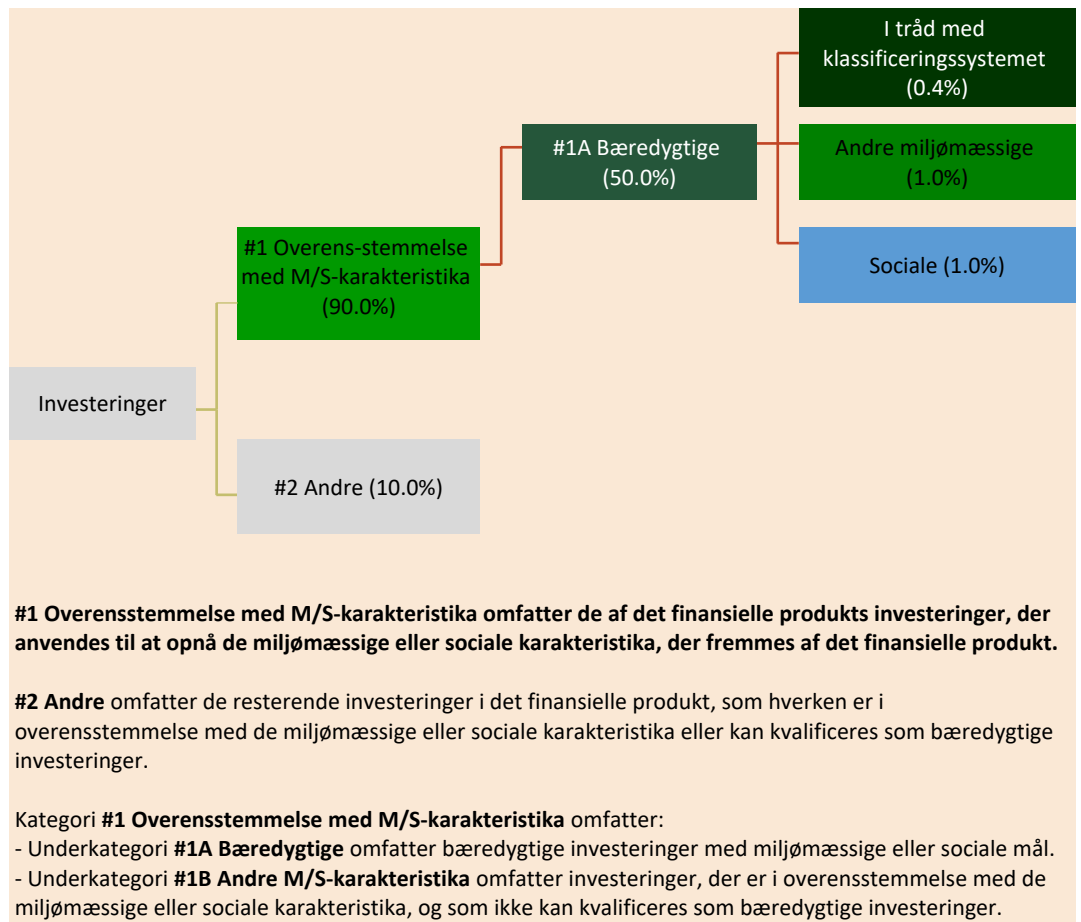 I tråd med
klassificeringssystemet
(0.4%)
#1A Bæredygtige
(50.0%)
Andre miljømæssige
(1.0%)
#1 Overens-stemmelse
med M/S-karakteristika
(90.0%)
Sociale (1.0%)
Investeringer
#2 Andre (10.0%)
#1 Overensstemmelse med M/S-karakteristika omfatter de af det finansielle produkts investeringer, der
anvendes til at opnå de miljømæssige eller sociale karakteristika, der fremmes af det finansielle produkt.
#2 Andre omfatter de resterende investeringer i det finansielle produkt, som hverken er i
overensstemmelse med de miljømæssige eller sociale karakteristika eller kan kvalificeres som bæredygtige
investeringer.
Kategori #1 Overensstemmelse med M/S-karakteristika omfatter:
- Underkategori #1A Bæredygtige omfatter bæredygtige investeringer med miljømæssige eller sociale mål.
- Underkategori #1B Andre M/S-karakteristika omfatter investeringer, der er i overensstemmelse med de
miljømæssige eller sociale karakteristika, og som ikke kan kvalificeres som bæredygtige investeringer.